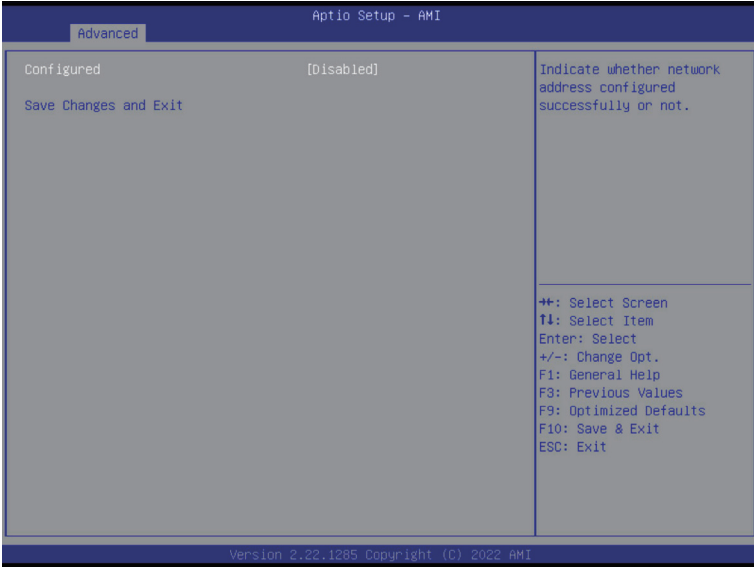 Aptio Setup – AMI
Advanced
Configured [Disabled]
Save Changes and Exit
Indicate whether network
address configured
successfully or not.
→←: Select Screen
↑↓: Select Item
Enter: Select
+/-: Change Opt.
F1: General Help
F3: Previous Values
F9: Optimized Defaults
F10: Save & Exit
ESC: Exit
Version 2.22.1285 Copyright (C) 2022 AMI